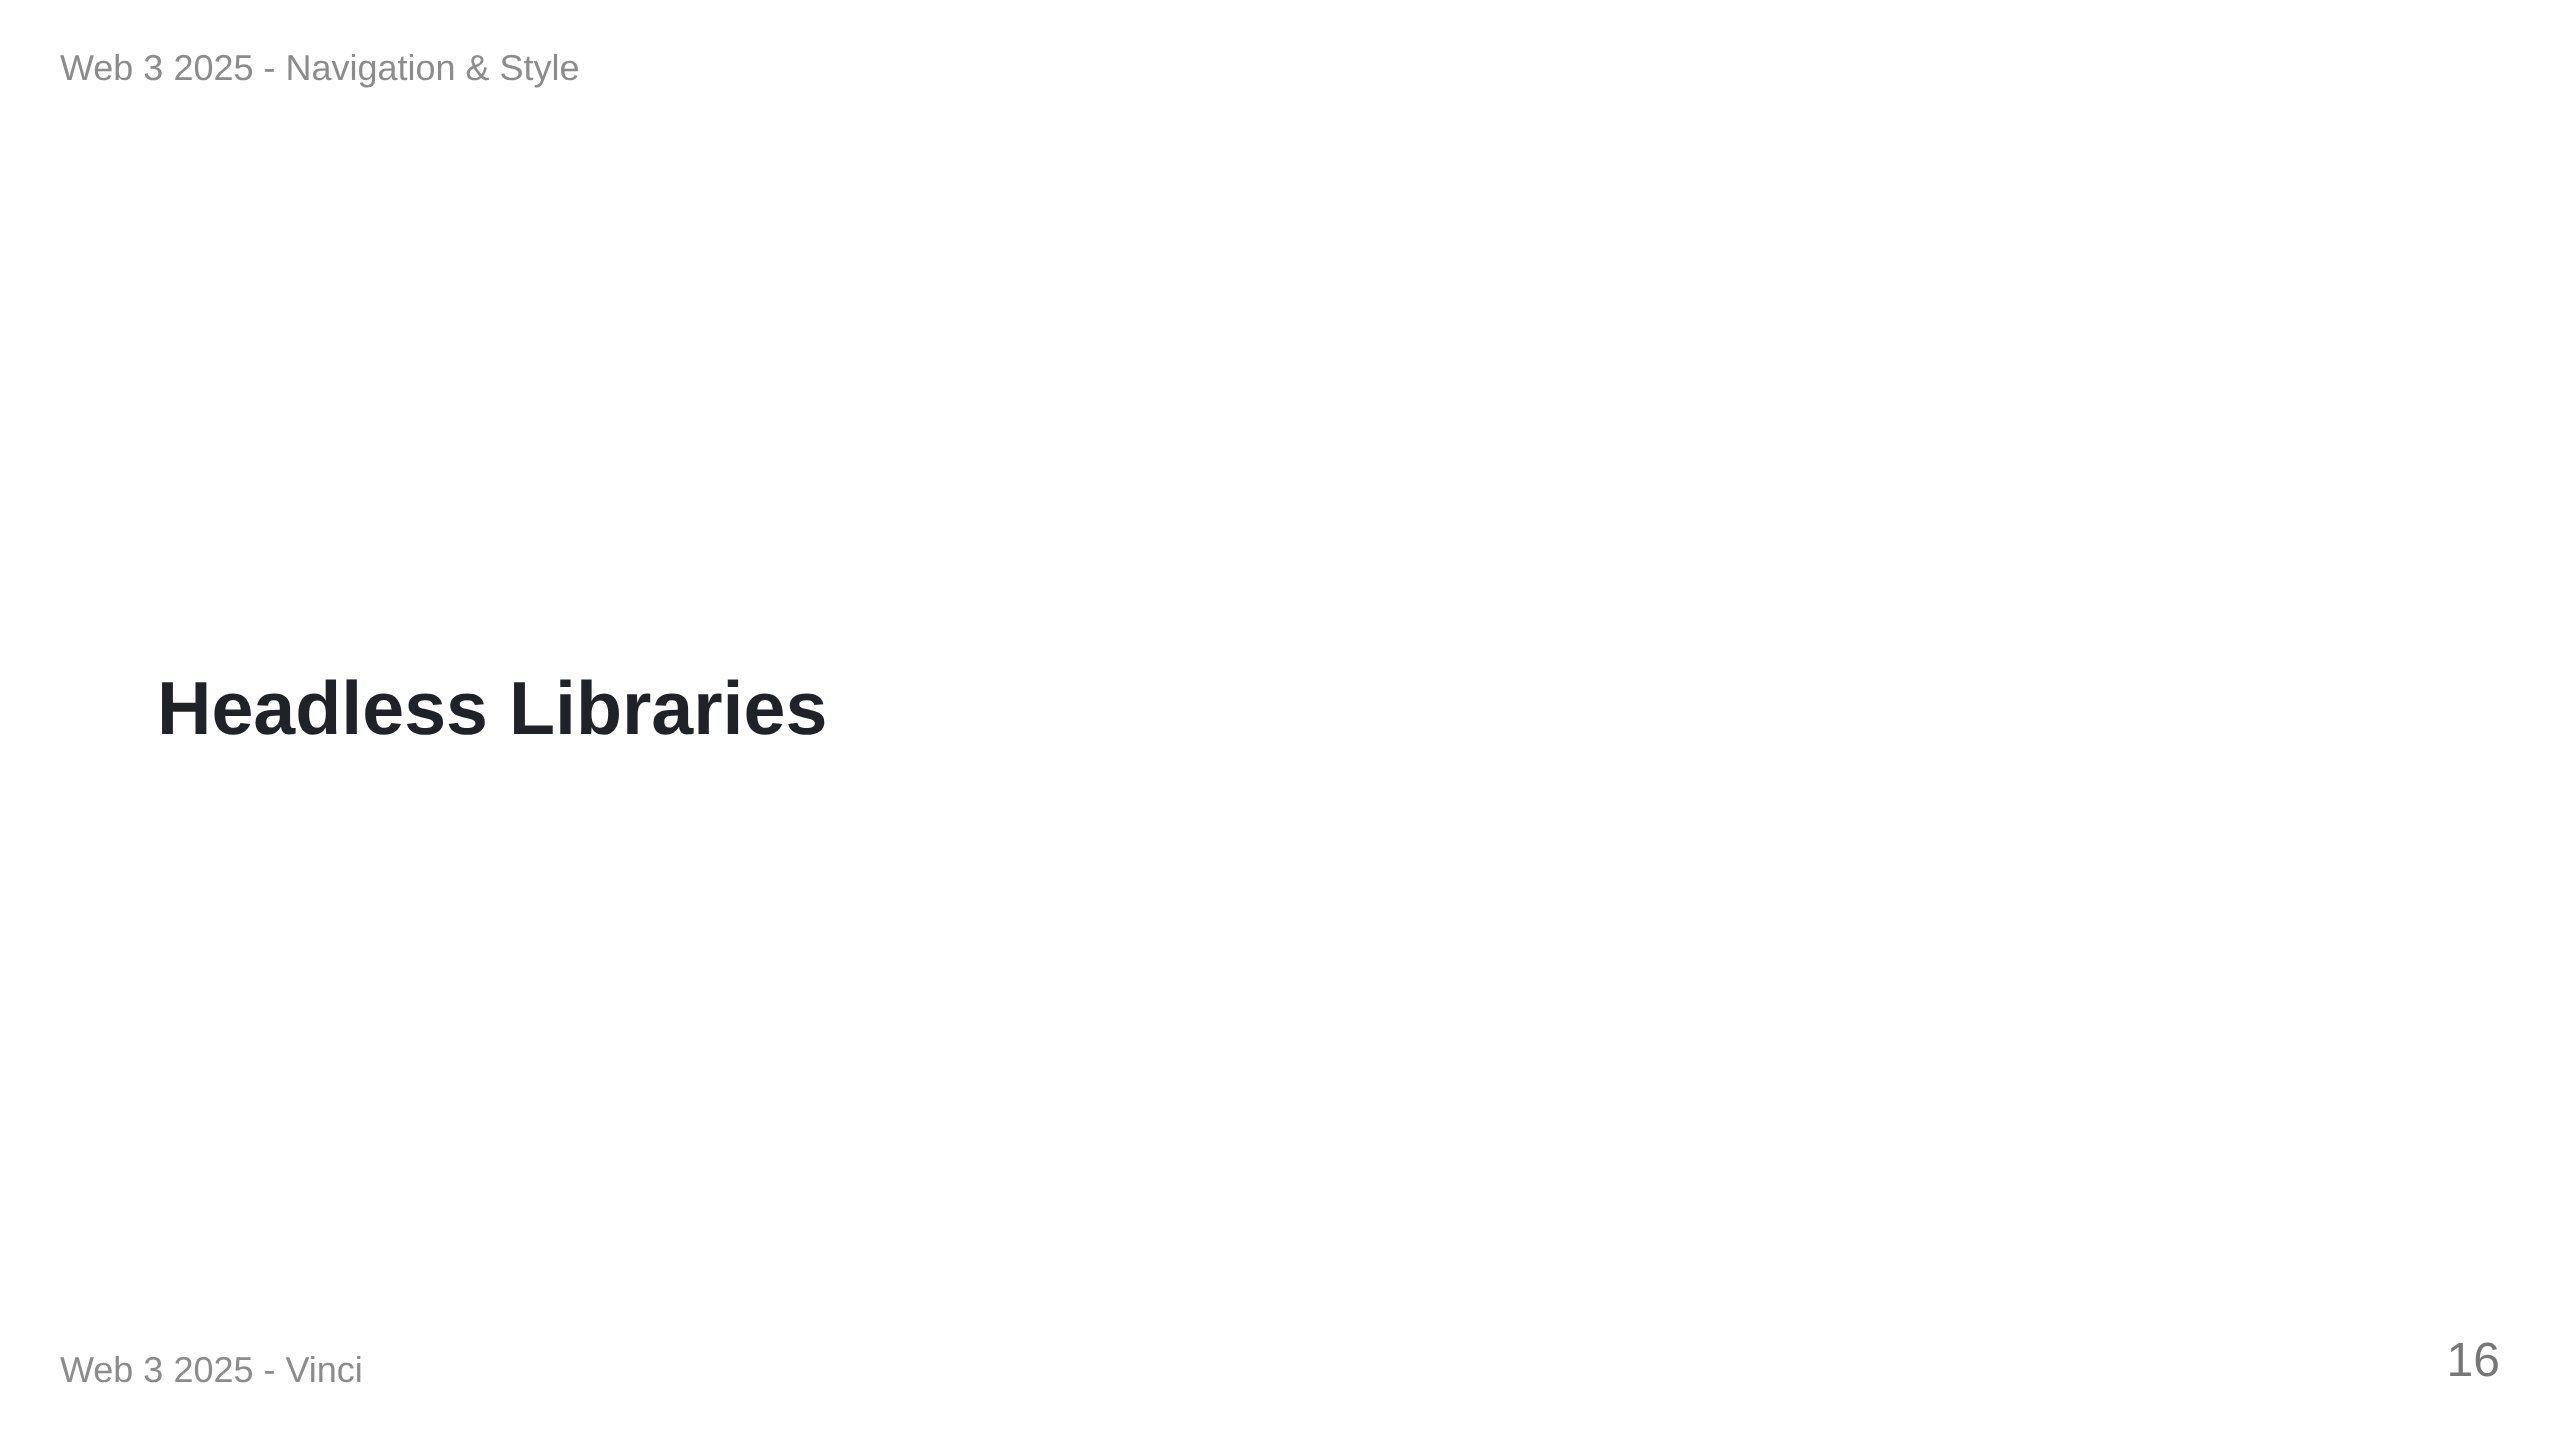 Web 3 2025 - Navigation & Style
Headless Libraries
Web 3 2025 - Vinci
16